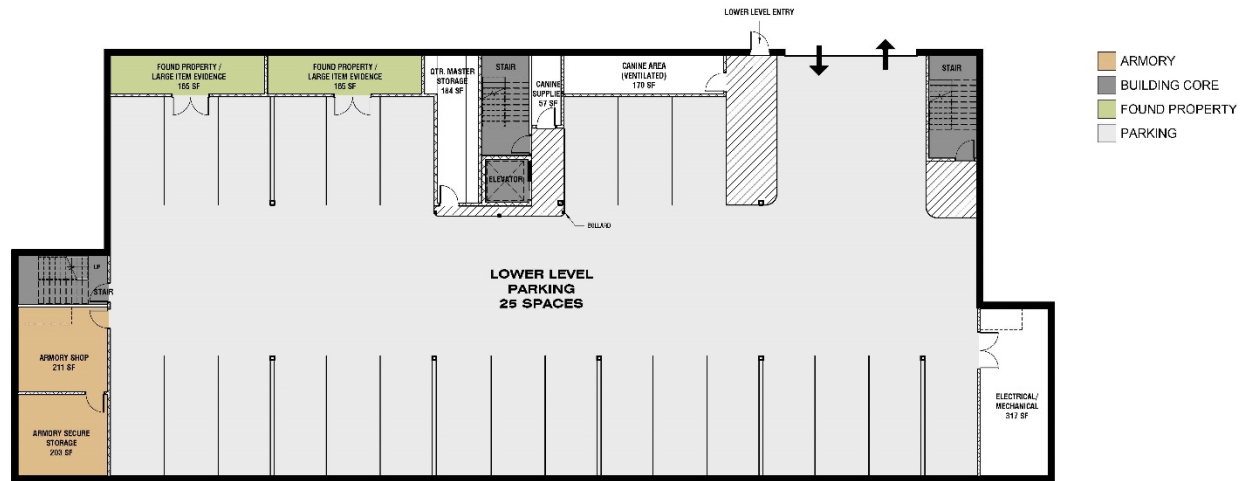 LOWER LEVEL ENTRY
FOUND PROPERTY /
LARGE ITEM EVIDENCE
165 SF
FOUND PROPERTY /
LARGE ITEM EVIDENCE
165 SF
QTR. MASTER
STORAGE
184 SF
STAIR
CANINE
SUPPLIES
57 SF
CANINE AREA
(VENTILATED)
170 SF
STAIR
ARMORY
BUILDING CORE
FOUND PROPERTY
PARKING
ELEVATOR
BOLLARD
UP
STAIR
LOWER LEVEL
PARKING
25 SPACES
ARMORY SHOP
211 SF
ARMORY SECURE
STORAGE
203 SF
ELECTRICAL/
MECHANICAL
317 SF